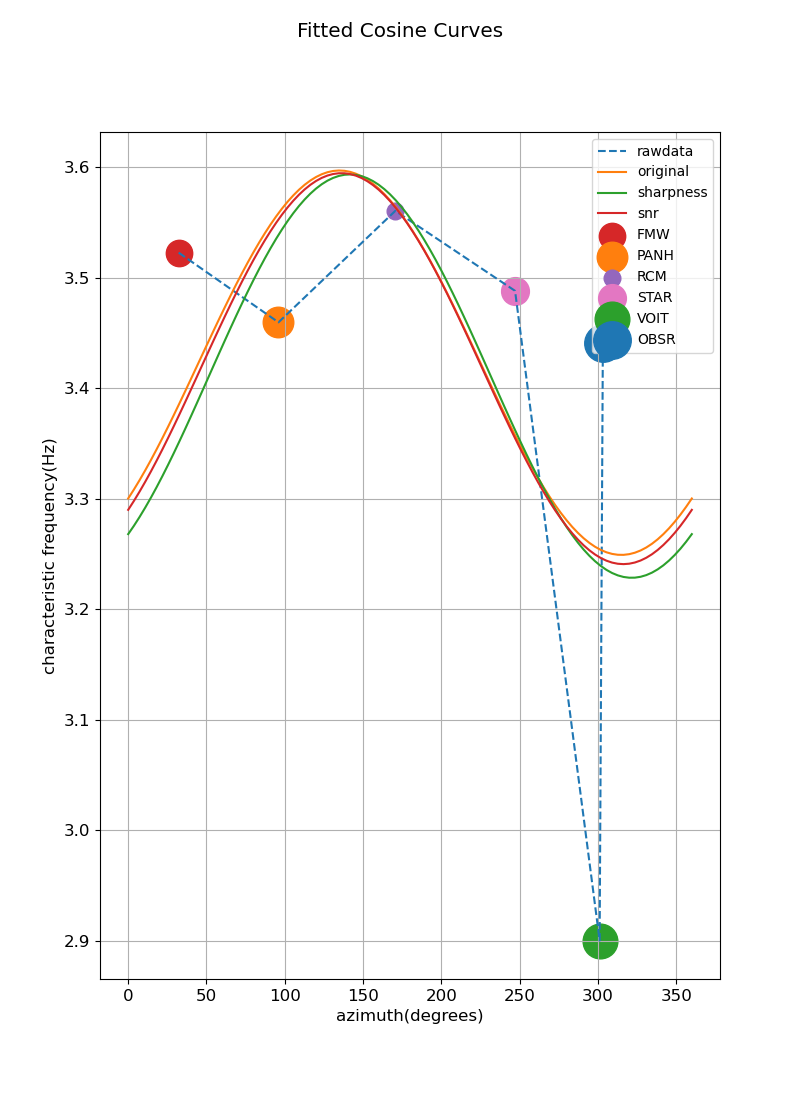 Fitted Cosine Curves
rawdata
original
sharpness
snr
FMW
PANH
RCM
STAR
VOIT
OBSR
3.6
3.5
3.4
3.3
3.2
3.1
3.0
2.9
characteristic frequency(Hz)
0 50 100 150 200 250 300 350
azimuth(degrees)